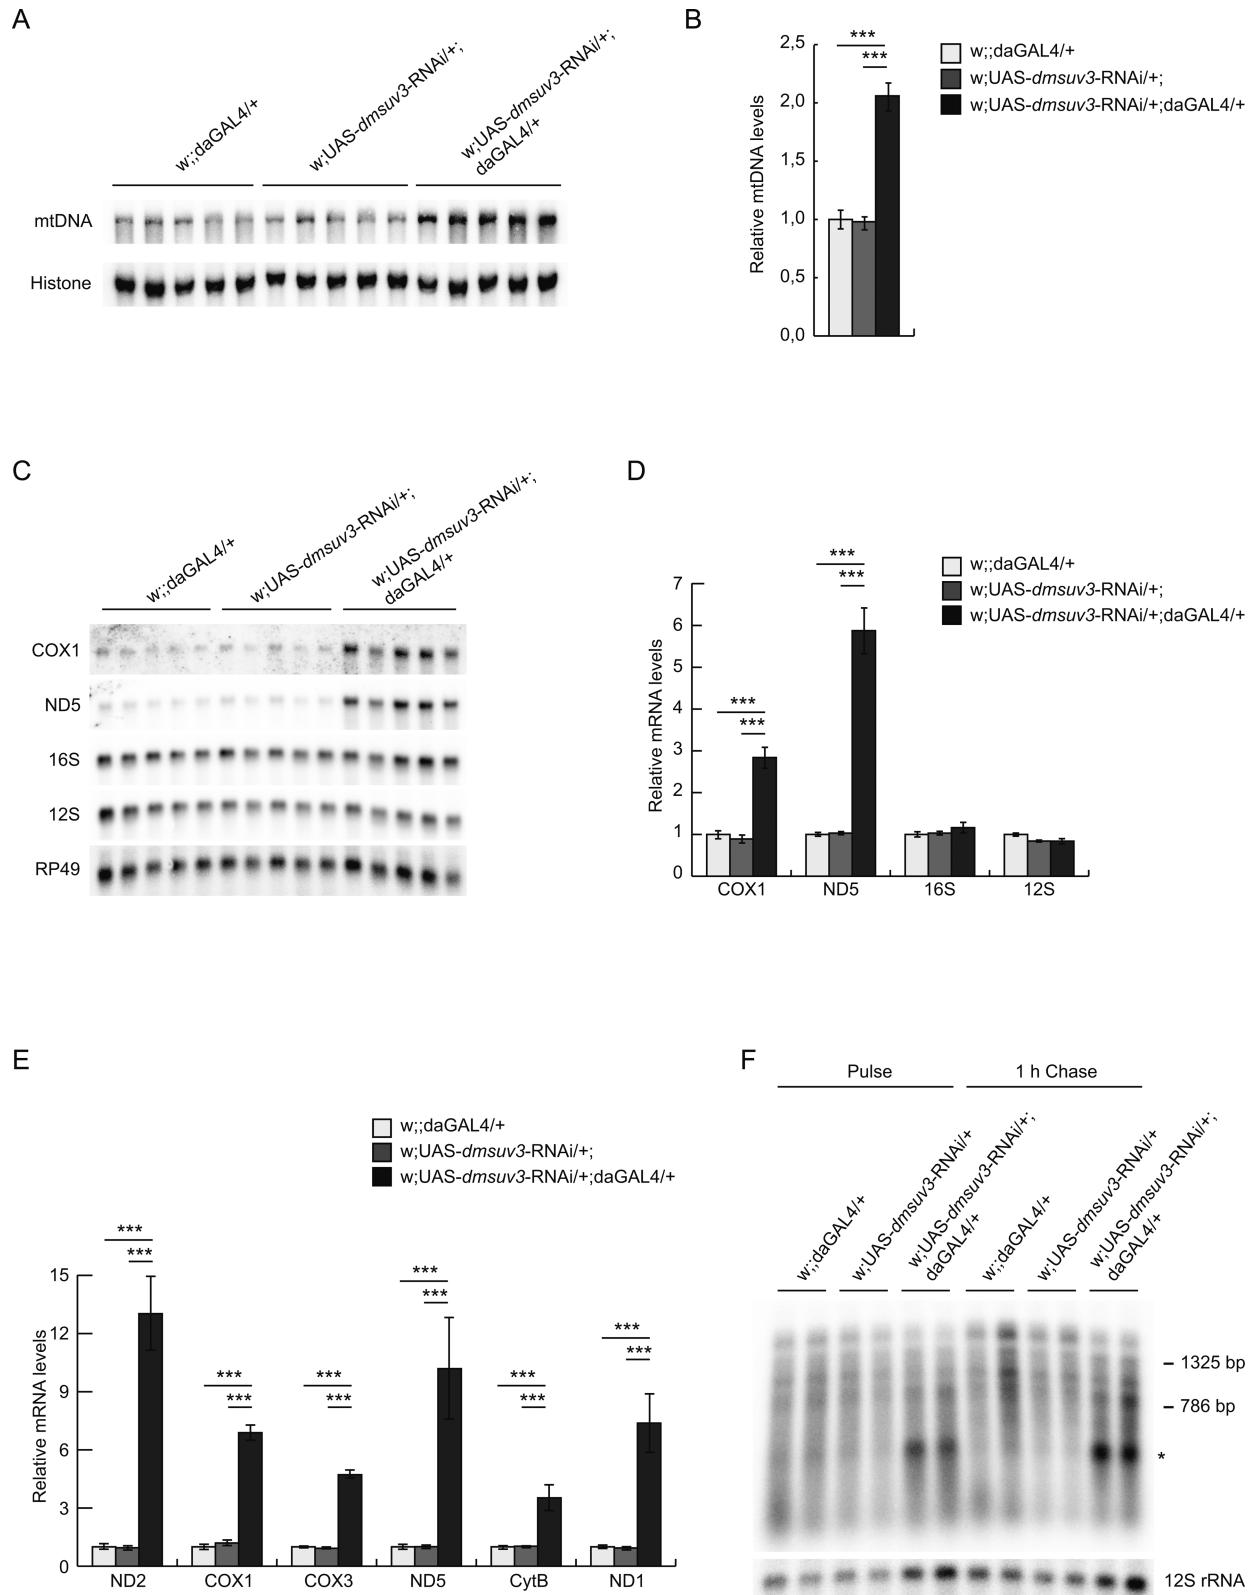 A
w;;daGAL4/+
w;UAS-dmsuv3-RNAi/+;
w;UAS-dmsuv3-RNAi/+;
daGAL4/+
mtDNA
Histone
B
***
***
2,5
2,0
1,5
1,0
0,5
0,0
Relative mtDNA levels
w;;daGAL4/+
w;UAS-dmsuv3-RNAi/+;
w;UAS-dmsuv3-RNAi/+;daGAL4/+
C
w;;daGAL4/+
w;UAS-dmsuv3-RNAi/+;
w;UAS-dmsuv3-RNAi/+;
daGAL4/+
COX1
ND5
16S
12S
RP49
D
w;;daGAL4/+
w;UAS-dmsuv3-RNAi/+;
w;UAS-dmsuv3-RNAi/+;daGAL4/+
***
***
***
***
7
6
5
4
3
2
1
0
Relative mRNA levels
COX1 ND5 16S 12S
E
w;;daGAL4/+
w;UAS-dmsuv3-RNAi/+;
w;UAS-dmsuv3-RNAi/+;daGAL4/+
***
***
***
***
***
***
***
***
***
***
***
***
15
12
9
6
3
0
Relative mRNA levels
ND2 COX1 COX3 ND5 CytB ND1
F
Pulse 1 h Chase
w;;daGAL4/+
w;UAS-dmsuv3-RNAi/+
w;UAS-dmsuv3-RNAi/+;
daGAL4/+
w;;daGAL4/+
w;UAS-dmsuv3-RNAi/+
w;UAS-dmsuv3-RNAi/+;
daGAL4/+
– 1325 bp
– 786 bp
*
12S rRNA